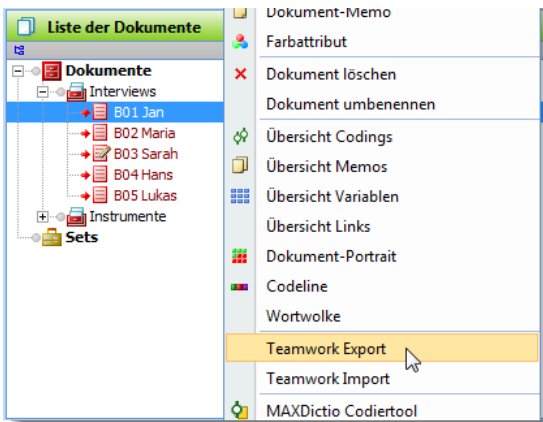 Liste der Dokumente
Dokumente
Interviews
B01 Jan
B02 Maria
B03 Sarah
B04 Hans
B05 Lukas
Instrumente
Sets
Dokument-Memo
Farbattribut
Dokument löschen
Dokument umbenennen
Übersicht Codings
Übersicht Memos
Übersicht Variablen
Übersicht Links
Dokument-Portrait
Codeline
Wortwolke
Teamwork Export
Teamwork Import
MAXDictio Codiertool